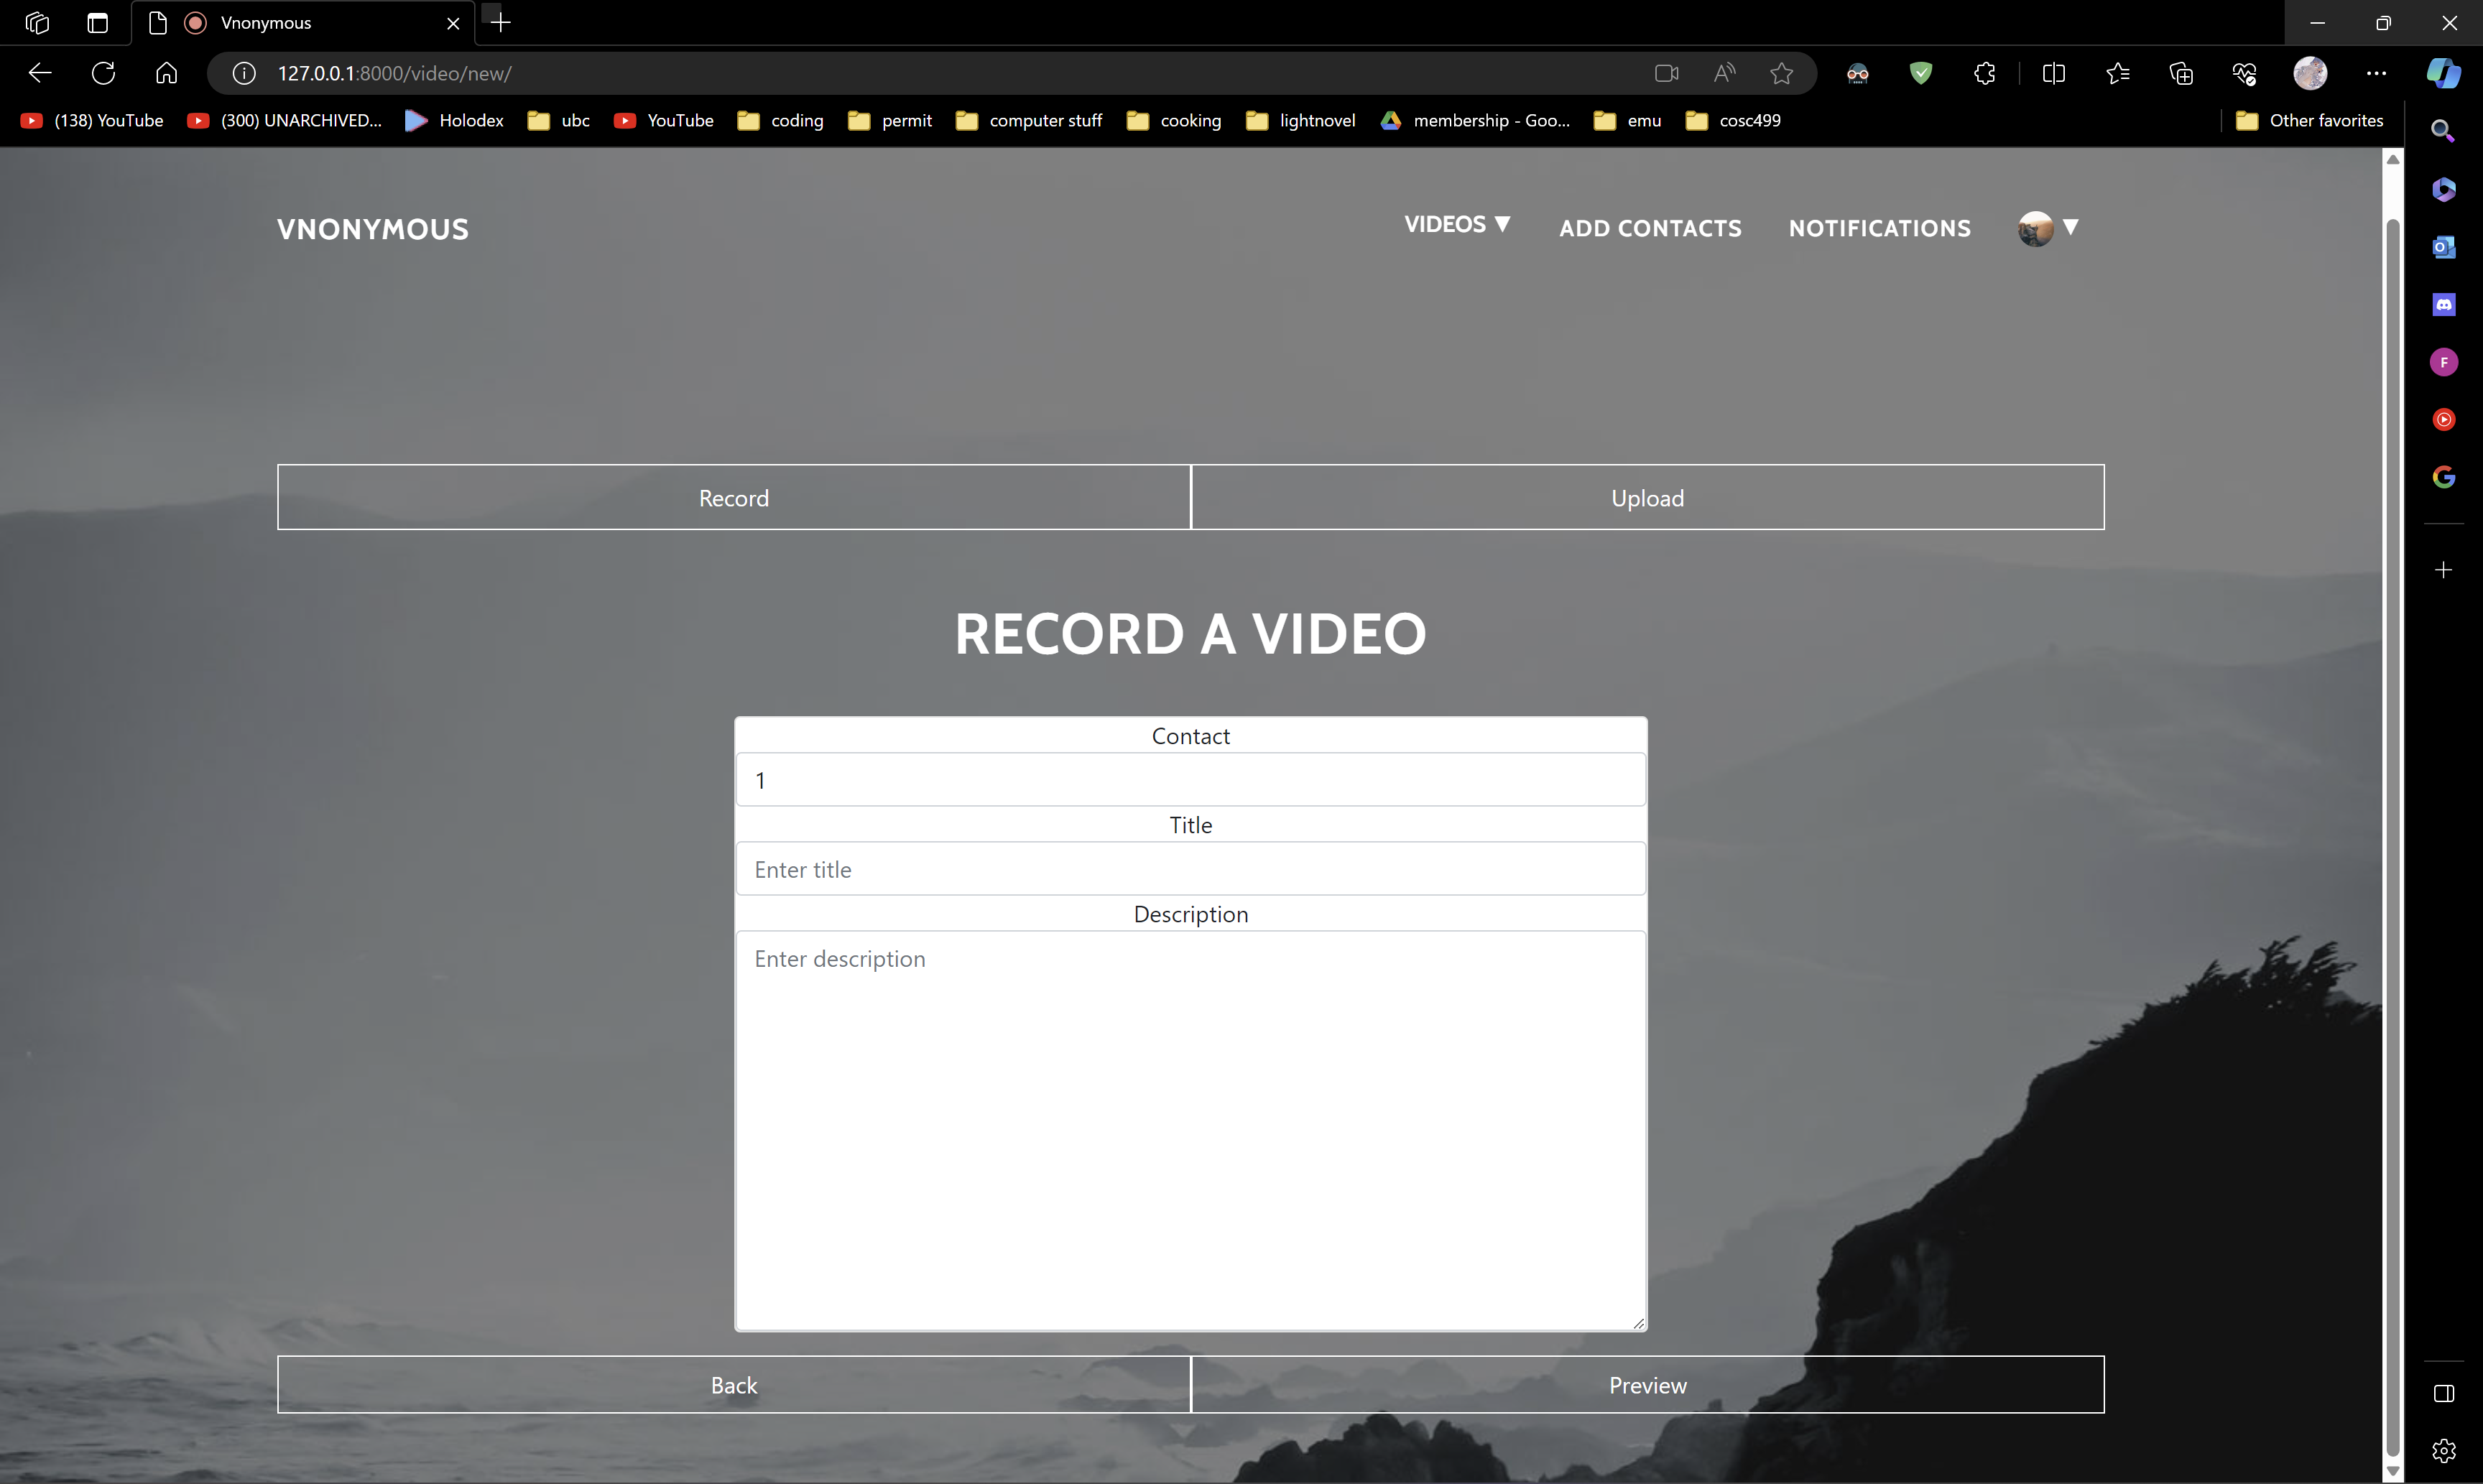 Vnonymous
127.0.0.1:8000/video/new/
(138) YouTube
(300) UNARCHIVED...
Holodex
ubc
YouTube
coding
permit
computer stuff
cooking
lightnovel
membership - Goo...
emu
cosc499
Other favorites
VNONYMOUS
VIDEOS ▼
ADD CONTACTS
NOTIFICATIONS
▼
F
Record
Upload
RECORD A VIDEO
Contact
1
Title
Enter title
Description
Enter description
Back
Preview